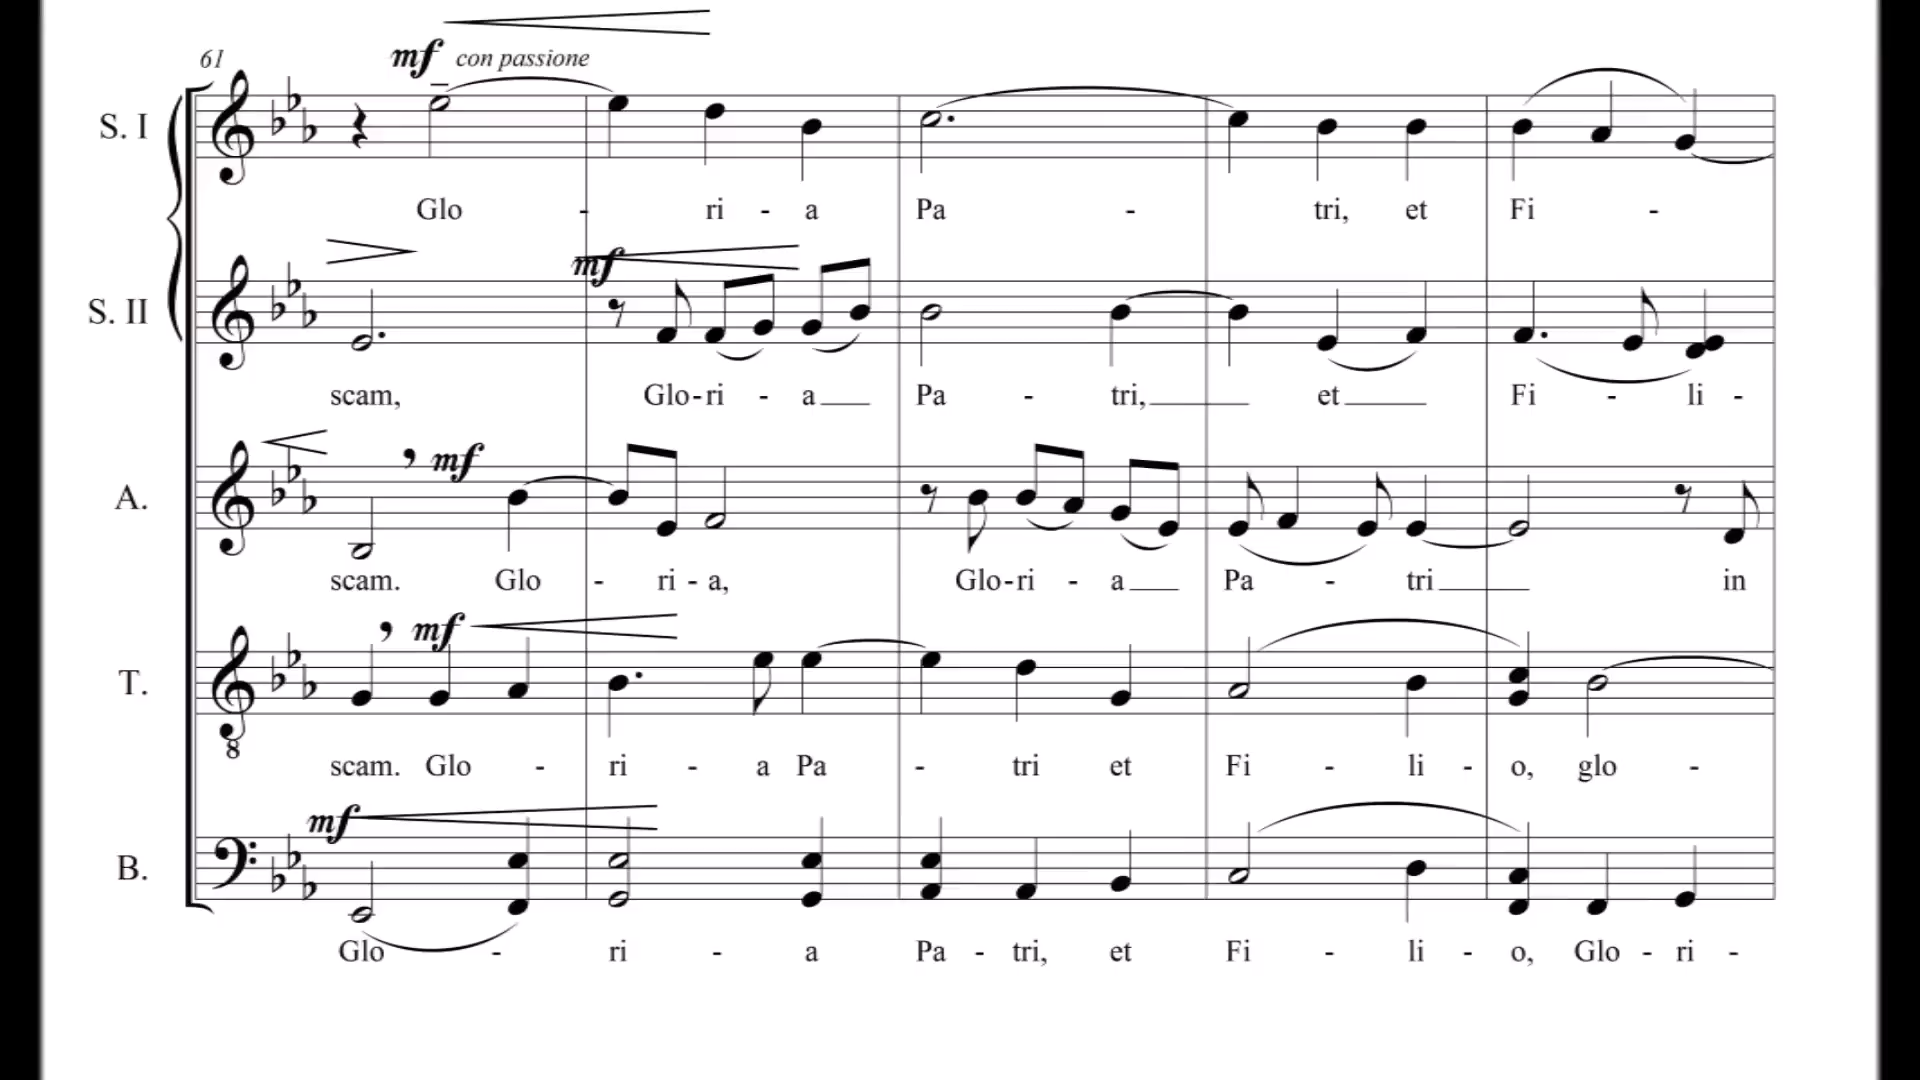 61 mf con passione
S. I
Glo - ri - a Pa - tri, et Fi -
mf
S. II
scam, Glo - ri - a Pa - tri, et Fi - li -
mf
A.
scam. Glo - ri - a, Glo - ri - a Pa - tri in
mf
T.
8
scam. Glo - ri - a Pa - tri et Fi - li - o, glo -
mf
B.
Glo - ri - a Pa - tri, et Fi - li - o, Glo - ri -